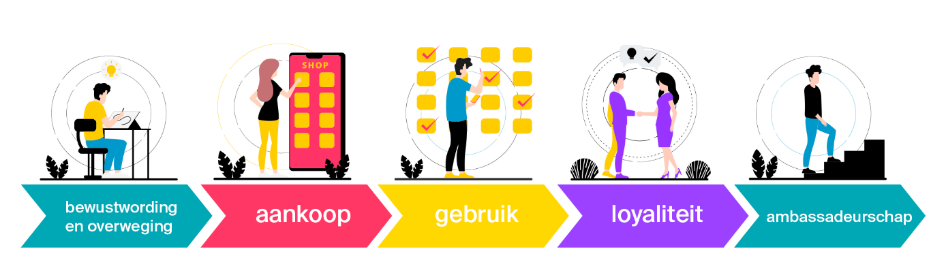 SHOP
bewustwording
en overweging
aankoop
gebruik
loyaliteit
ambassadeurschap